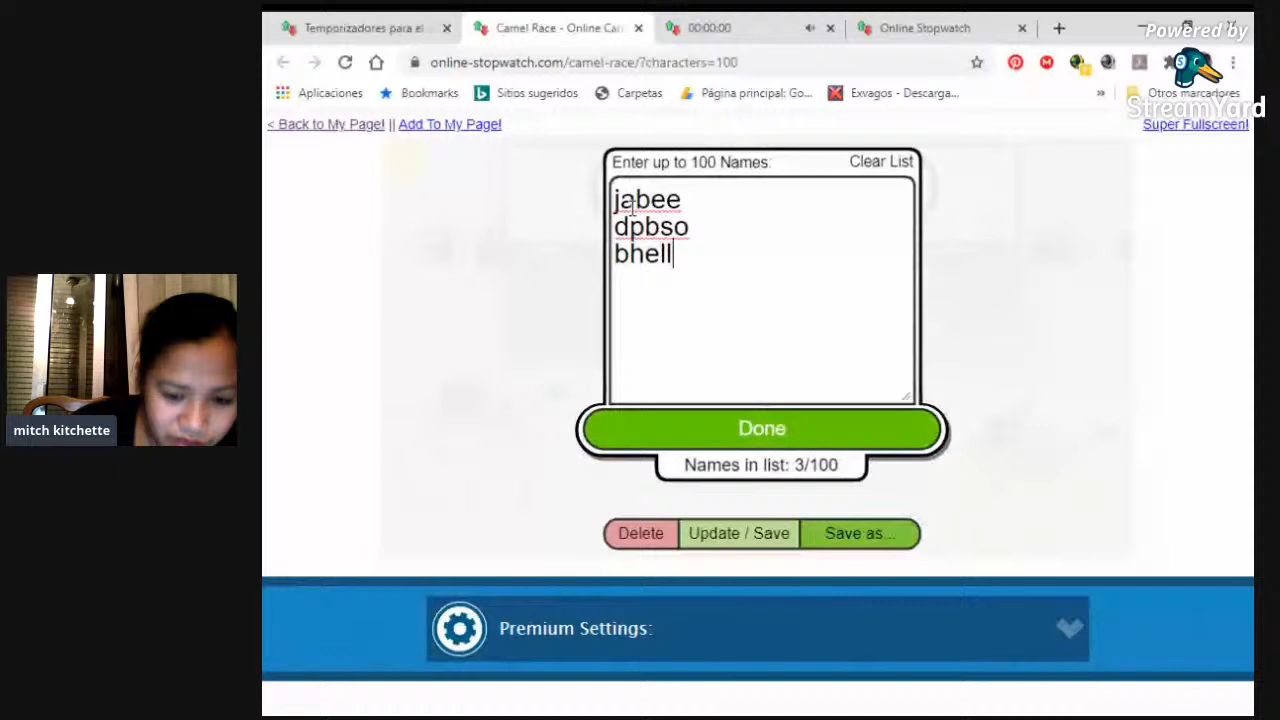 Temporizadores para el
Camel Race - Online Can
00:00:00
Online Stopwatch
Powered by
StreamYard
online-stopwatch.com/camel-race/?characters=100
Aplicaciones
Bookmarks
Sitios sugeridos
Carpetas
Página principal: Go...
Exvagos - Descarga...
»
Otros marcadores
< Back to My Page! || Add To My Page!
Super Fullscreen!
Enter up to 100 Names:
Clear List
jabee
dpbso
bhell
Done
Names in list: 3/100
Delete
Update / Save
Save as...
mitch kitchette
Premium Settings: